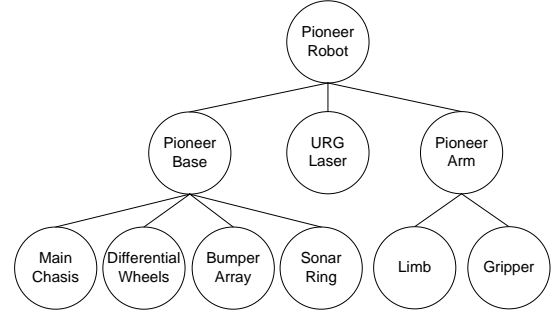 Pioneer
Robot
Pioneer
Base
URG
Laser
Pioneer
Arm
Main
Chasis
Differential
Wheels
Bumper
Array
Sonar
Ring
Limb
Gripper